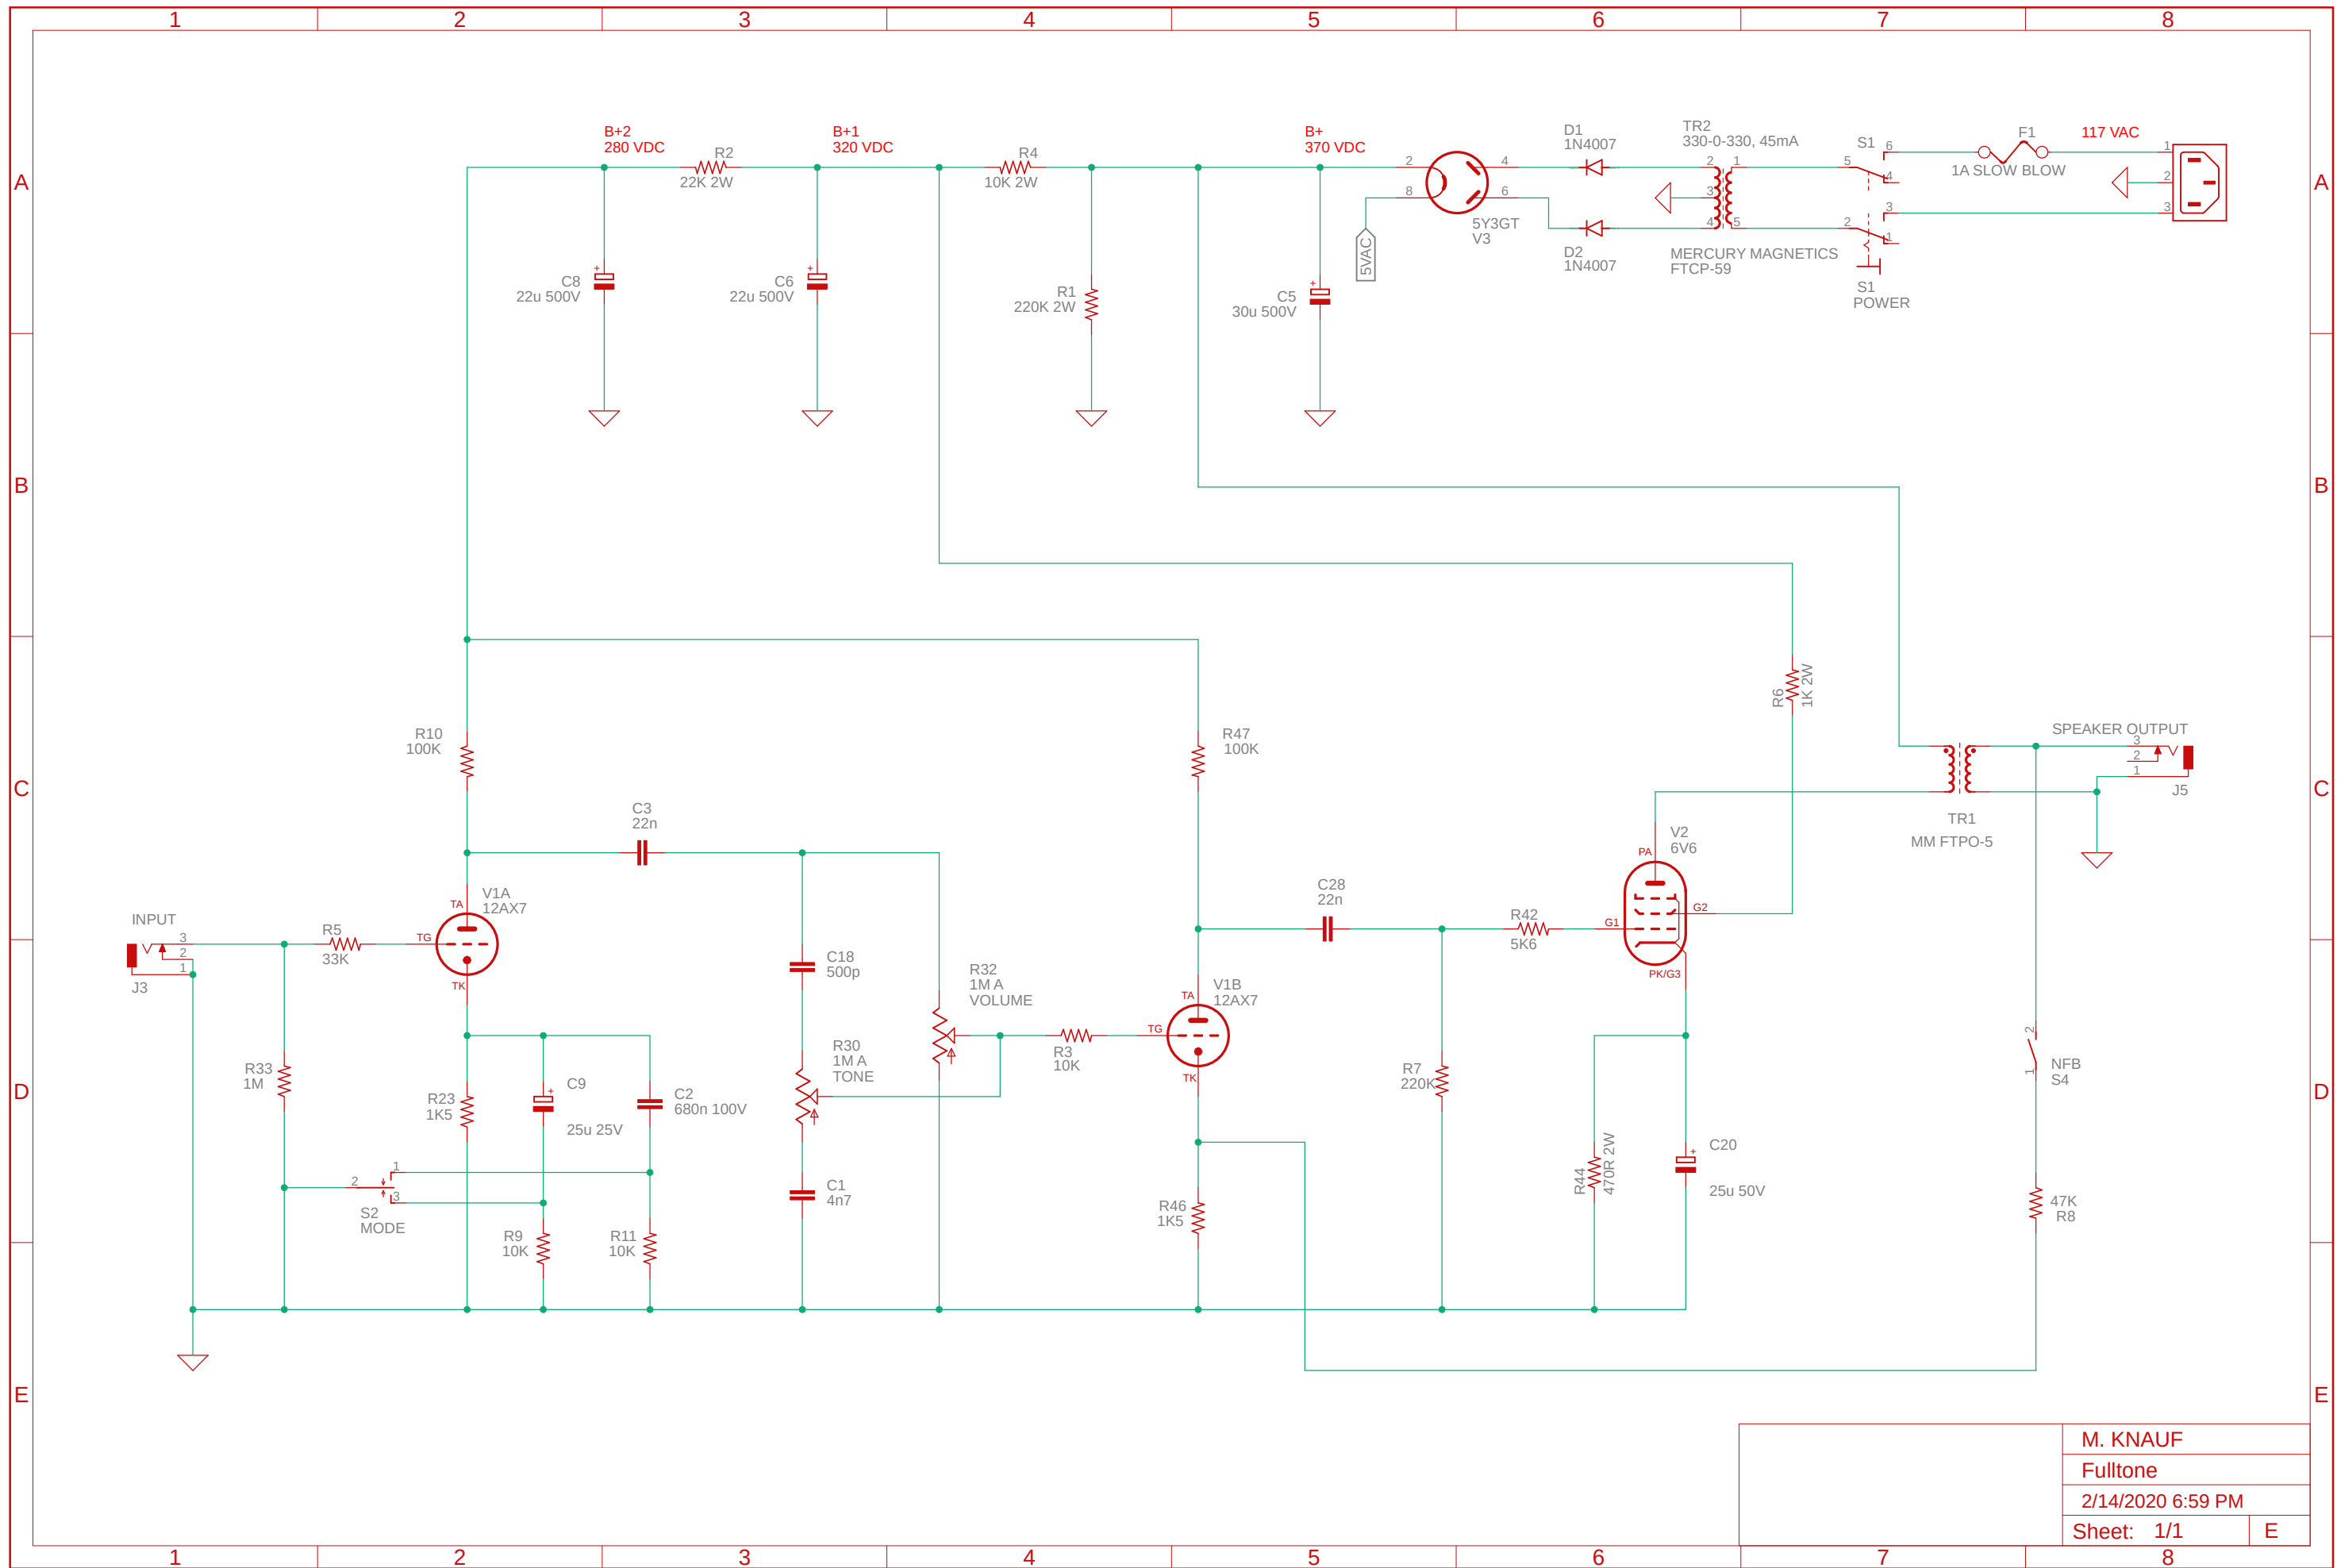 1 2 3 4 5 6 7 8
A
A
B+2
280 VDC
R2
22K 2W
B+1
320 VDC
R4
10K 2W
B+
370 VDC
2
8
4
6
5Y3GT
V3
5VAC
D1
1N4007
D2
1N4007
TR2
330-0-330, 45mA
2 1
3
4 5
MERCURY MAGNETICS
FTCP-59
S1
6
5
4
3
2
1
S1
POWER
F1
1A SLOW BLOW
117 VAC
1
2
3
C8
22u 500V
+
C6
22u 500V
+
R1
220K 2W
C5
30u 500V
+
B
B
R6
1K 2W
C
C
R10
100K
R47
100K
SPEAKER OUTPUT
3
2
1
J5
TR1
MM FTPO-5
C3
22n
V1A
12AX7
TA
TG
TK
INPUT
3
2
1
J3
R5
33K
C28
22n
R42
5K6
V2
6V6
PA
G2
G1
PK/G3
C18
500p
R32
1M A
VOLUME
V1B
12AX7
TA
TG
TK
R3
10K
R30
1M A
TONE
D
D
R33
1M
R23
1K5
C9
+
25u 25V
C2
680n 100V
R7
220K
2
1
NFB
S4
1
2
3
S2
MODE
R9
10K
R11
10K
C1
4n7
R46
1K5
R44
470R 2W
C20
+
25u 50V
47K
R8
E
E
M. KNAUF
Fulltone
2/14/2020 6:59 PM
Sheet: 1/1 E
1 2 3 4 5 6 7 8